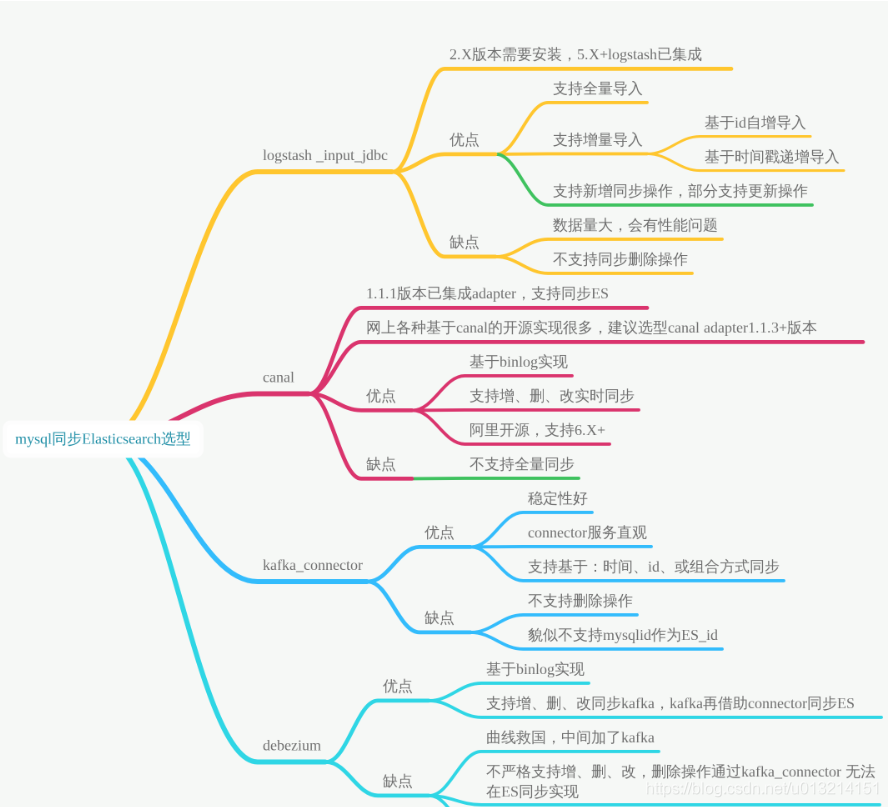 mysql同步Elasticsearch选型
logstash _input_jdbc
2.X版本需要安装，5.X+logstash已集成
优点
支持全量导入
支持增量导入
基于id自增导入
基于时间戳递增导入
支持新增同步操作，部分支持更新操作
缺点
数据量大，会有性能问题
不支持同步删除操作
canal
1.1.1版本已集成adapter，支持同步ES
网上各种基于canal的开源实现很多，建议选型canal adapter1.1.3+版本
优点
基于binlog实现
支持增、删、改实时同步
阿里开源，支持6.X+
缺点
不支持全量同步
kafka_connector
优点
稳定性好
connector服务直观
支持基于：时间、id、或组合方式同步
缺点
不支持删除操作
貌似不支持mysqlid作为ES_id
debezium
优点
基于binlog实现
支持增、删、改同步kafka，kafka再借助connector同步ES
缺点
曲线救国，中间加了kafka
不严格支持增、删、改，删除操作通过kafka_connector 无法
在ES同步实现
https://blog.csdn.net/u013214151